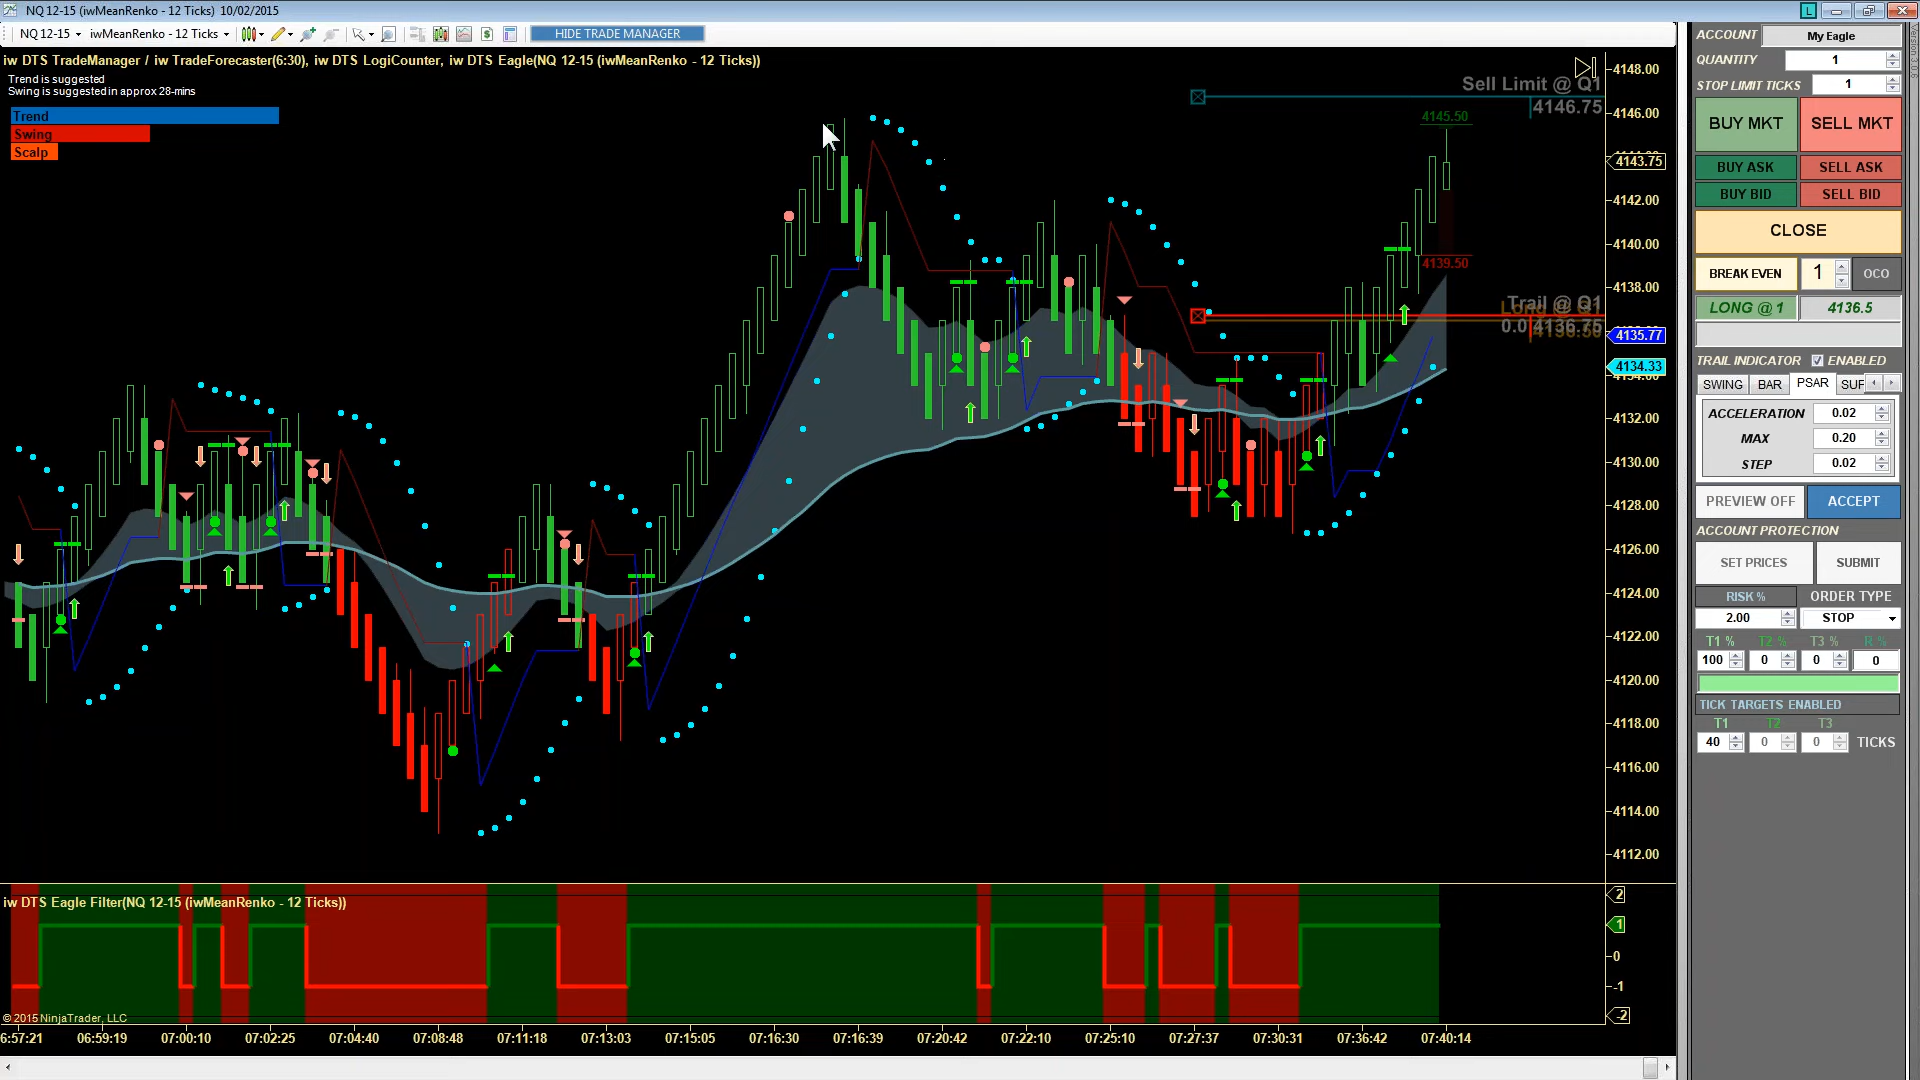 NQ 12-15 (iwMeanRenko - 12 Ticks) 10/02/2015
NQ 12-15 iwMeanRenko - 12 Ticks HIDE TRADE MANAGER
iw DTS TradeManager / iw TradeForecaster(6:30), iw DTS LogiCounter, iw DTS Eagle(NQ 12-15 (iwMeanRenko - 12 Ticks))
Trend is suggested
Swing is suggested in approx 28-mins
Trend
Swing
Scalp
Sell Limit @ Q1
4146.75
4145.50
4139.50
Trail @ Q1
0.0 4136.75
4148.00
4146.00
4143.75
4142.00
4140.00
4138.00
4135.77
4134.33
4132.00
4130.00
4128.00
4126.00
4124.00
4122.00
4120.00
4118.00
4116.00
4114.00
4112.00
iw DTS Eagle Filter(NQ 12-15 (iwMeanRenko - 12 Ticks))
2
1
0
-1
-2
© 2015 NinjaTrader, LLC
6:57:21 06:59:19 07:00:10 07:02:25 07:04:40 07:08:48 07:11:18 07:13:03 07:15:05 07:16:30 07:16:39 07:20:42 07:22:10 07:25:10 07:27:37 07:30:31 07:36:42 07:40:14
L
Version 3.0.6
ACCOUNT My Eagle
QUANTITY 1
STOP LIMIT TICKS 1
BUY MKT SELL MKT
BUY ASK SELL ASK
BUY BID SELL BID
CLOSE
BREAK EVEN 1 OCO
LONG @ 1 4136.5
TRAIL INDICATOR ENABLED
SWING BAR PSAR SUF
ACCELERATION 0.02
MAX 0.20
STEP 0.02
PREVIEW OFF ACCEPT
ACCOUNT PROTECTION
SET PRICES SUBMIT
RISK % ORDER TYPE
2.00 STOP
T1 % T2 % T3 % R %
100 0 0 0
TICK TARGETS ENABLED
T1 T2 T3
40 0 0 TICKS